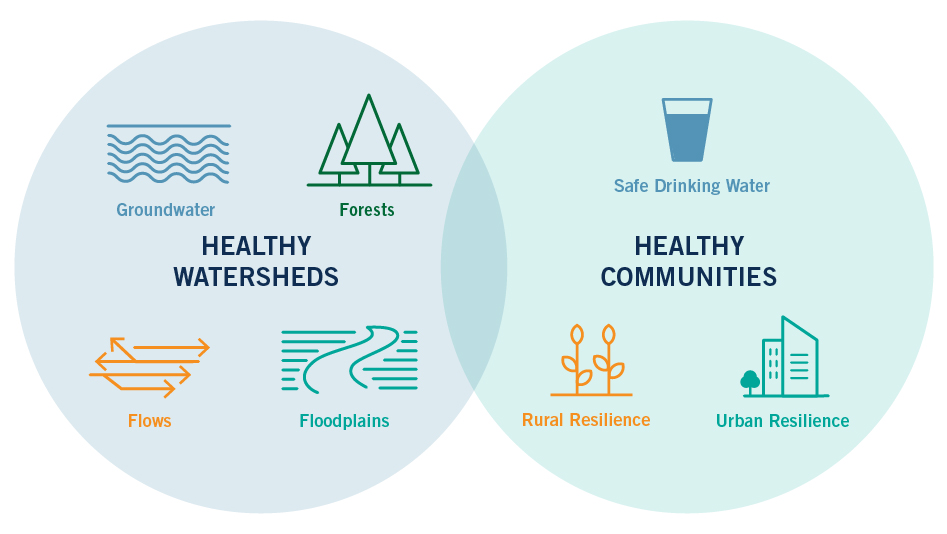 Groundwater
Forests
HEALTHY
WATERSHEDS
Flows
Floodplains
Safe Drinking Water
HEALTHY
COMMUNITIES
Rural Resilience
Urban Resilience